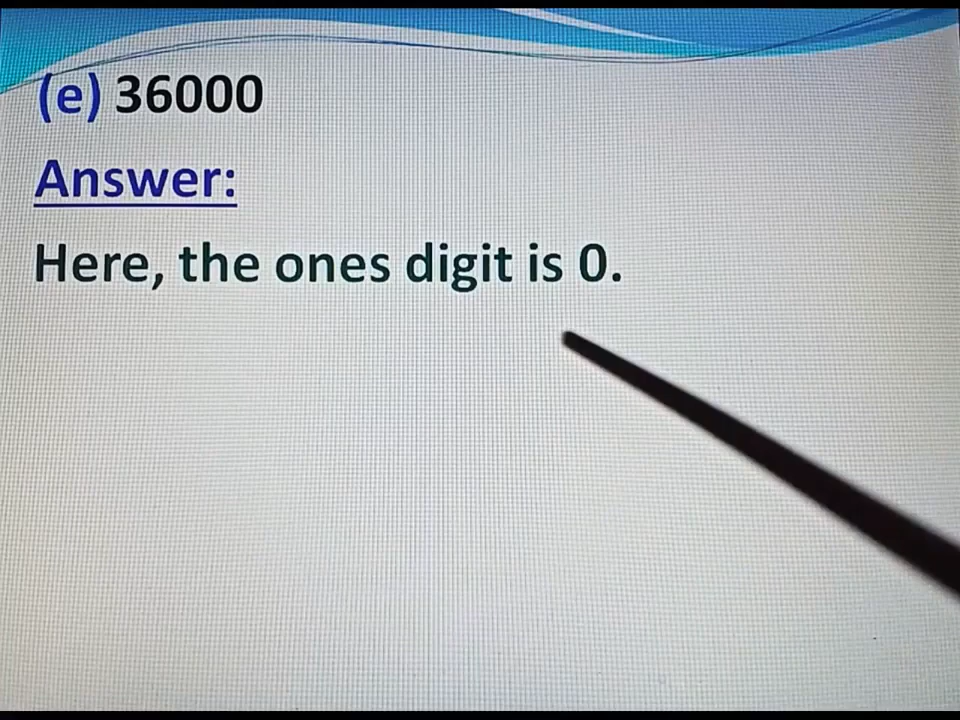 (e) 36000
Answer:
Here, the ones digit is 0.